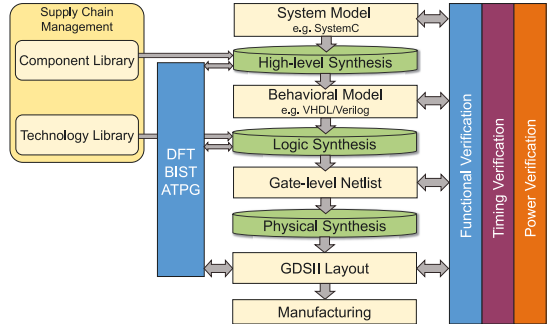 Supply Chain
Management
Component Library
Technology Library
DFT
BIST
ATPG
System Model
e.g. SystemC
High-level Synthesis
Behavioral Model
e.g. VHDL/Verilog
Logic Synthesis
Gate-level Netlist
Physical Synthesis
GDSII Layout
Manufacturing
Functional Verification
Timing Verification
Power Verification